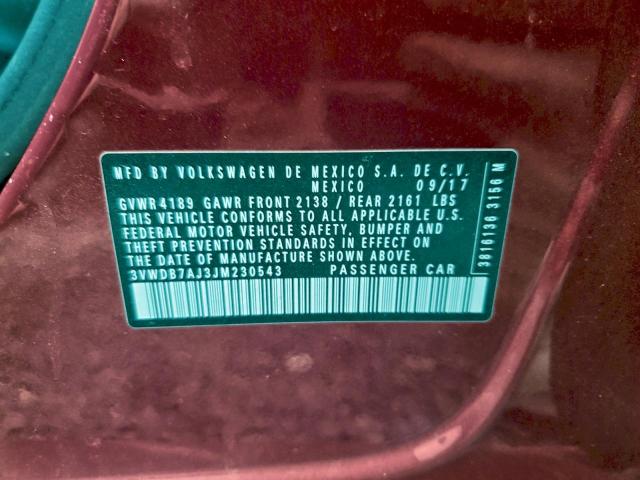 MFD BY VOLKSWAGEN DE MEXICO S.A. DE C.V.
MEXICO 09/17
GVWR 4189 GAWR FRONT 2138 / REAR 2161 LBS
THIS VEHICLE CONFORMS TO ALL APPLICABLE U.S.
FEDERAL MOTOR VEHICLE SAFETY, BUMPER AND
THEFT PREVENTION STANDARDS IN EFFECT ON
THE DATE OF MANUFACTURE SHOWN ABOVE.
3VWDB7AJ3JM230543 PASSENGER CAR
3816136 3156 M